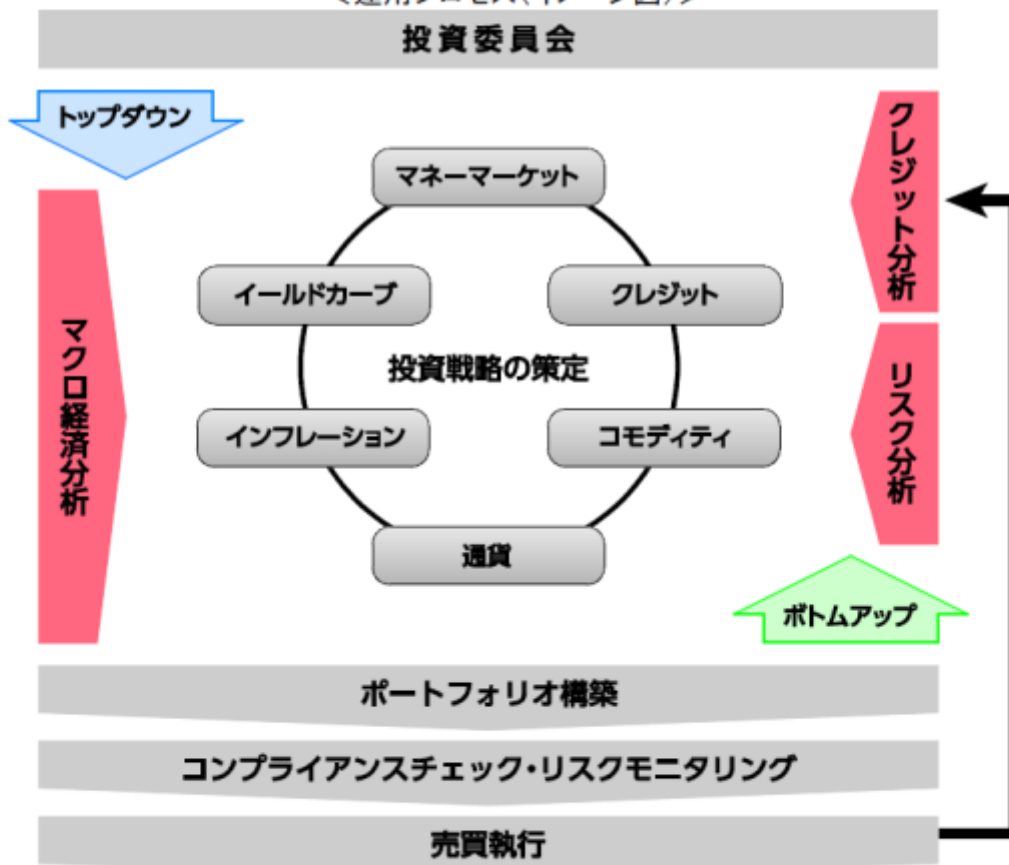 投資委員会
トップダウン
クレジット分析
マネーマーケット
イールドカーブ
クレジット
マクロ経済分析
投資戦略の策定
リスク分析
インフレーション
コモディティ
通貨
ボトムアップ
ポートフォリオ構築
コンプライアンスチェック・リスクモニタリング
売買執行